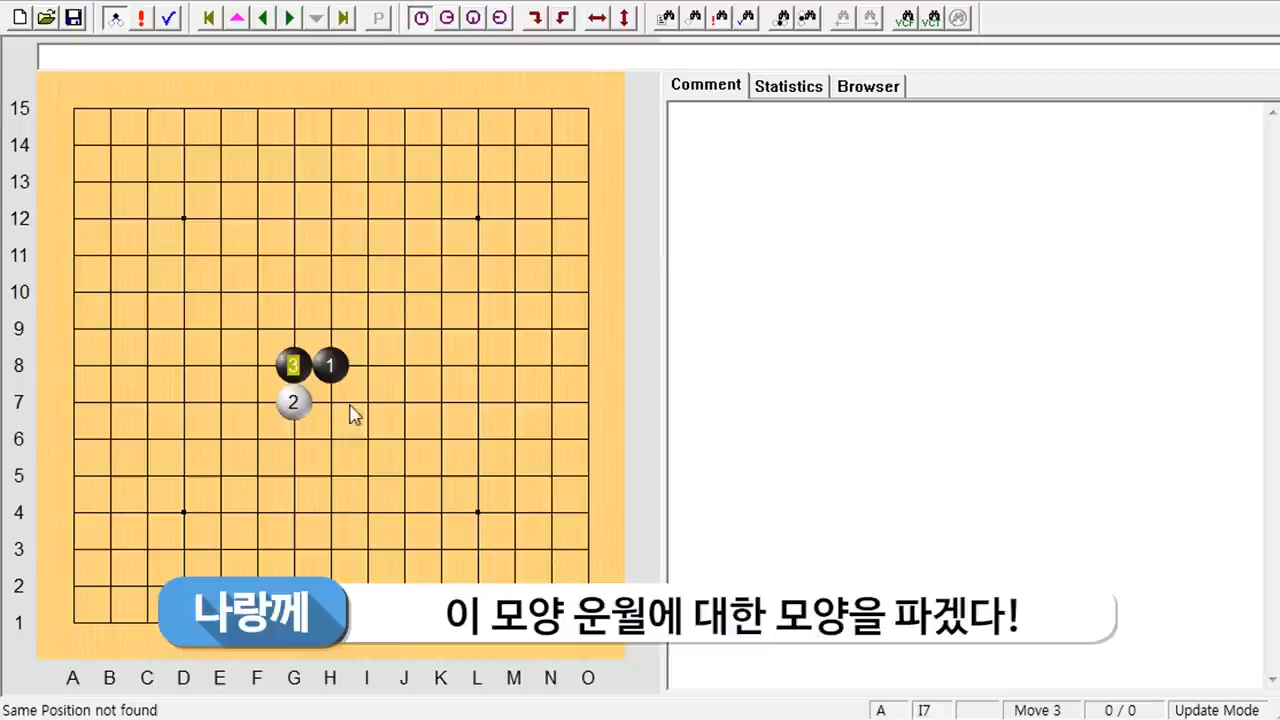 P
VCF
VCT
Comment
Statistics
Browser
15
14
13
12
11
10
9
8
7
6
5
4
3
2
1
3
1
2
나랑께
이 모양 운월에 대한 모양을 파겠다!
A B C D E F G H I J K L M N O
Same Position not found
A
I7
Move 3
0 / 0
Update Mode